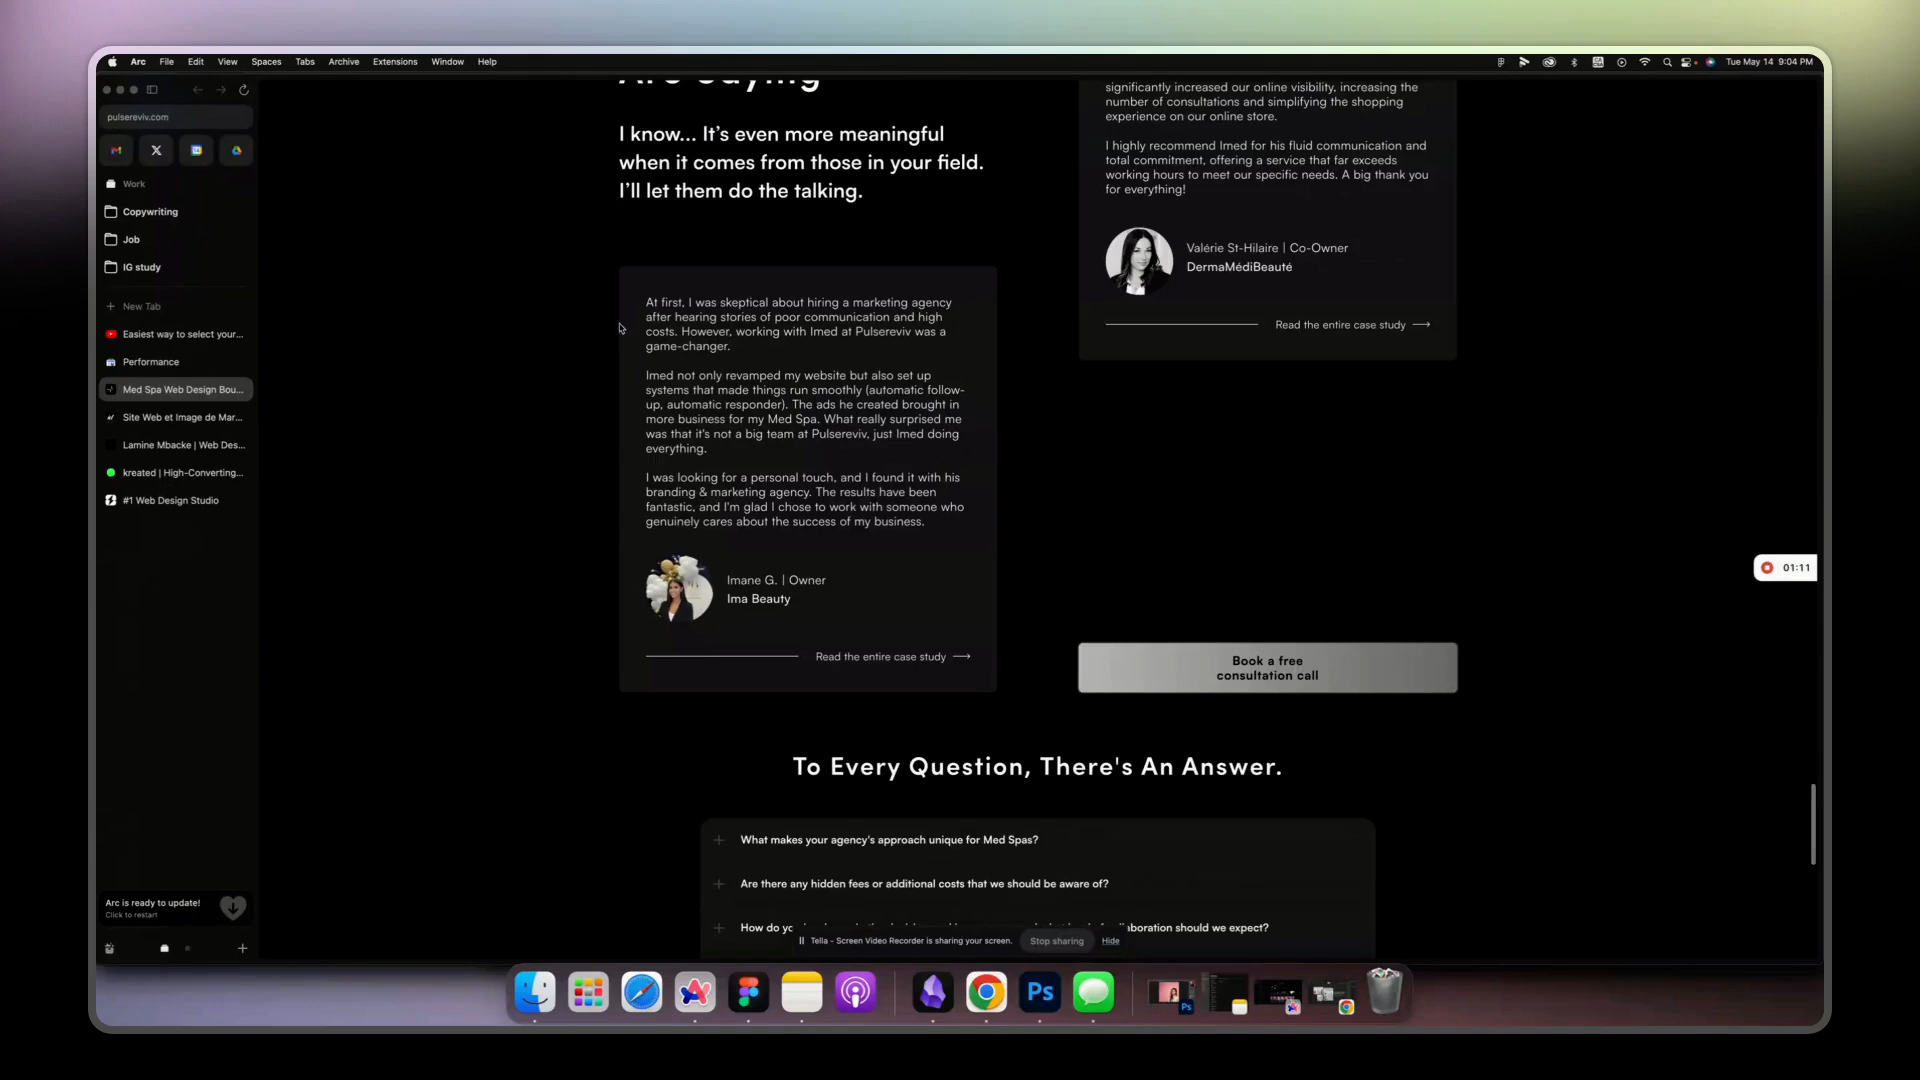 Arc File Edit View Spaces Tabs Archive Extensions Window Help
Tue May 14 9:04 PM
pulsereviv.com
Work
Copywriting
Job
IG study
New Tab
Easiest way to select your...
Performance
Med Spa Web Design Bou...
Site Web et Image de Mar...
Lamine Mbacke | Web Des...
kreated | High-Converting...
#1 Web Design Studio
Arc is ready to update!
Click to restart
I know... It’s even more meaningful
when it comes from those in your field.
I’ll let them do the talking.
At first, I was skeptical about hiring a marketing agency
after hearing stories of poor communication and high
costs. However, working with Imed at Pulsereviv was a
game-changer.
Imed not only revamped my website but also set up
systems that made things run smoothly (automatic follow-
up, automatic responder). The ads he created brought in
more business for my Med Spa. What really surprised me
was that it's not a big team at Pulsereviv, just Imed doing
everything.
I was looking for a personal touch, and I found it with his
branding & marketing agency. The results have been
fantastic, and I'm glad I chose to work with someone who
genuinely cares about the success of my business.
Imane G. | Owner
Ima Beauty
Read the entire case study
significantly increased our online visibility, increasing the
number of consultations and simplifying the shopping
experience on our online store.
I highly recommend Imed for his fluid communication and
total commitment, offering a service that far exceeds
working hours to meet our specific needs. A big thank you
for everything!
Valérie St-Hilaire | Co-Owner
DermaMédiBeauté
Read the entire case study
Book a free
consultation call
01:11
To Every Question, There's An Answer.
What makes your agency's approach unique for Med Spas?
Are there any hidden fees or additional costs that we should be aware of?
How do
should we expect?
Tella - Screen Video Recorder is sharing your screen.
Stop sharing
Hide
Ps